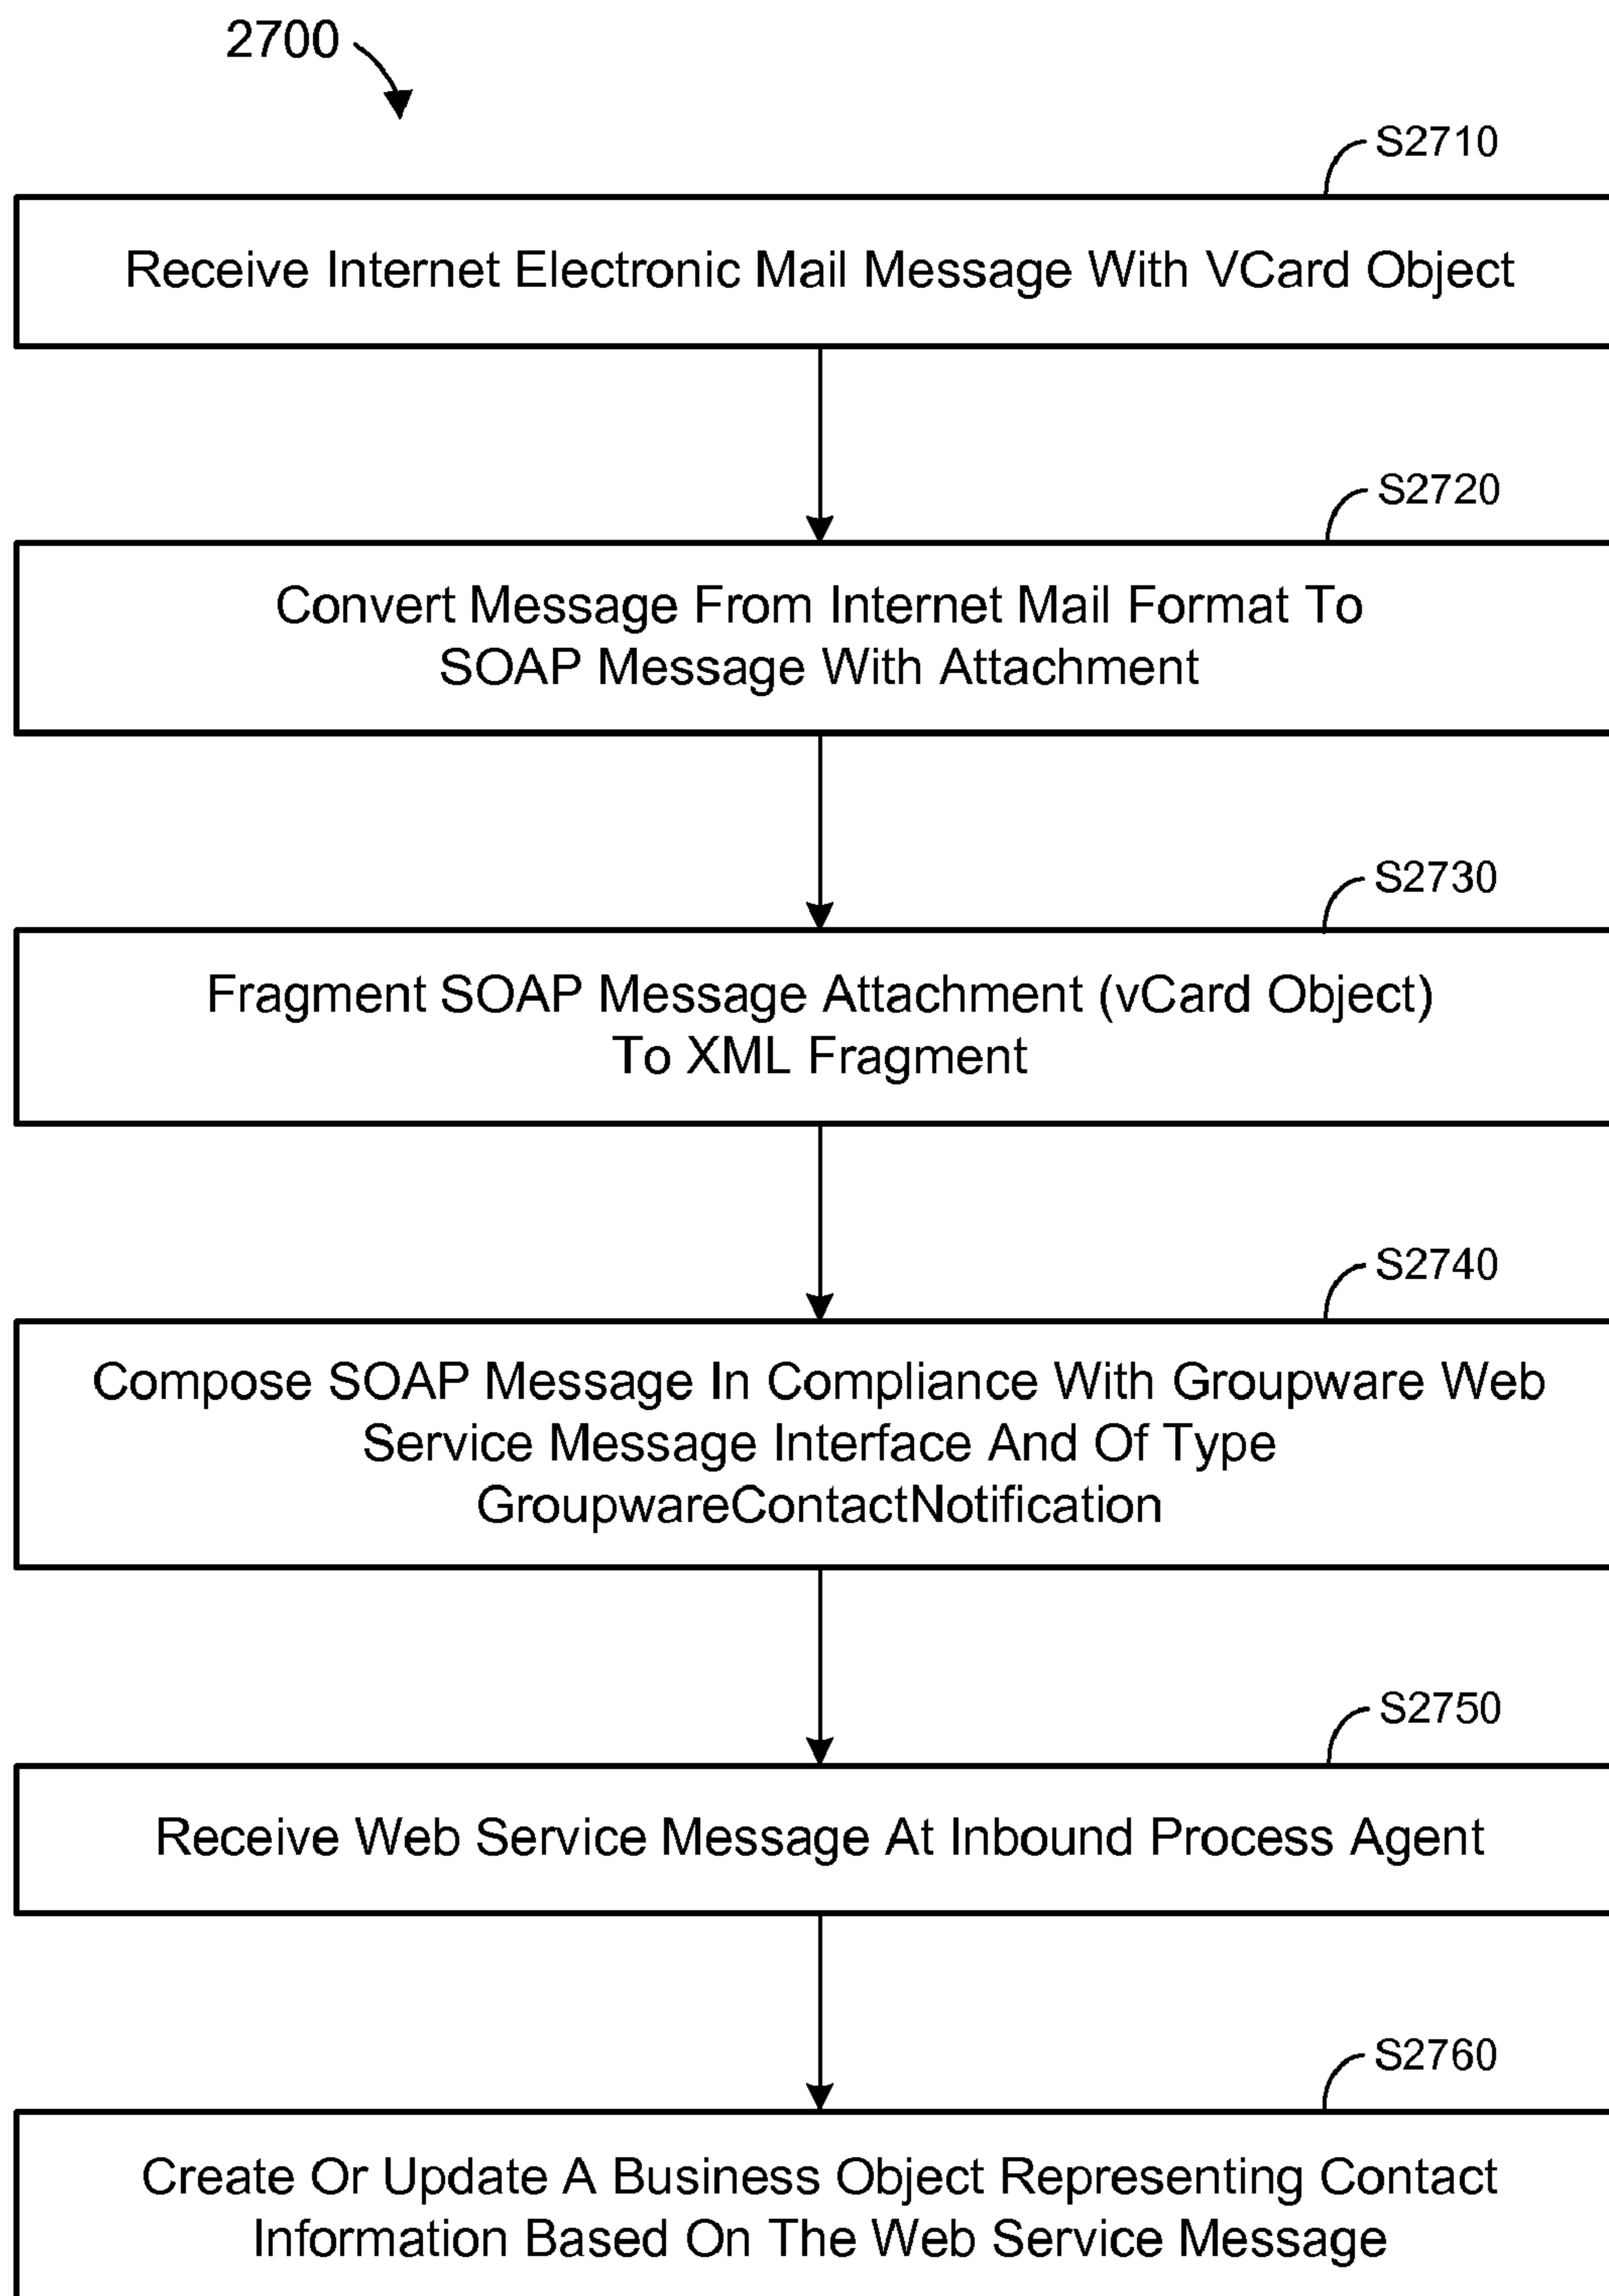 2700
S2710
Receive Internet Electronic Mail Message With VCard Object
S2720
Convert Message From Internet Mail Format To
SOAP Message With Attachment
S2730
Fragment SOAP Message Attachment (vCard Object)
To XML Fragment
S2740
Compose SOAP Message In Compliance With Groupware Web
Service Message Interface And Of Type
GroupwareContactNotification
S2750
Receive Web Service Message At Inbound Process Agent
S2760
Create Or Update A Business Object Representing Contact
Information Based On The Web Service Message